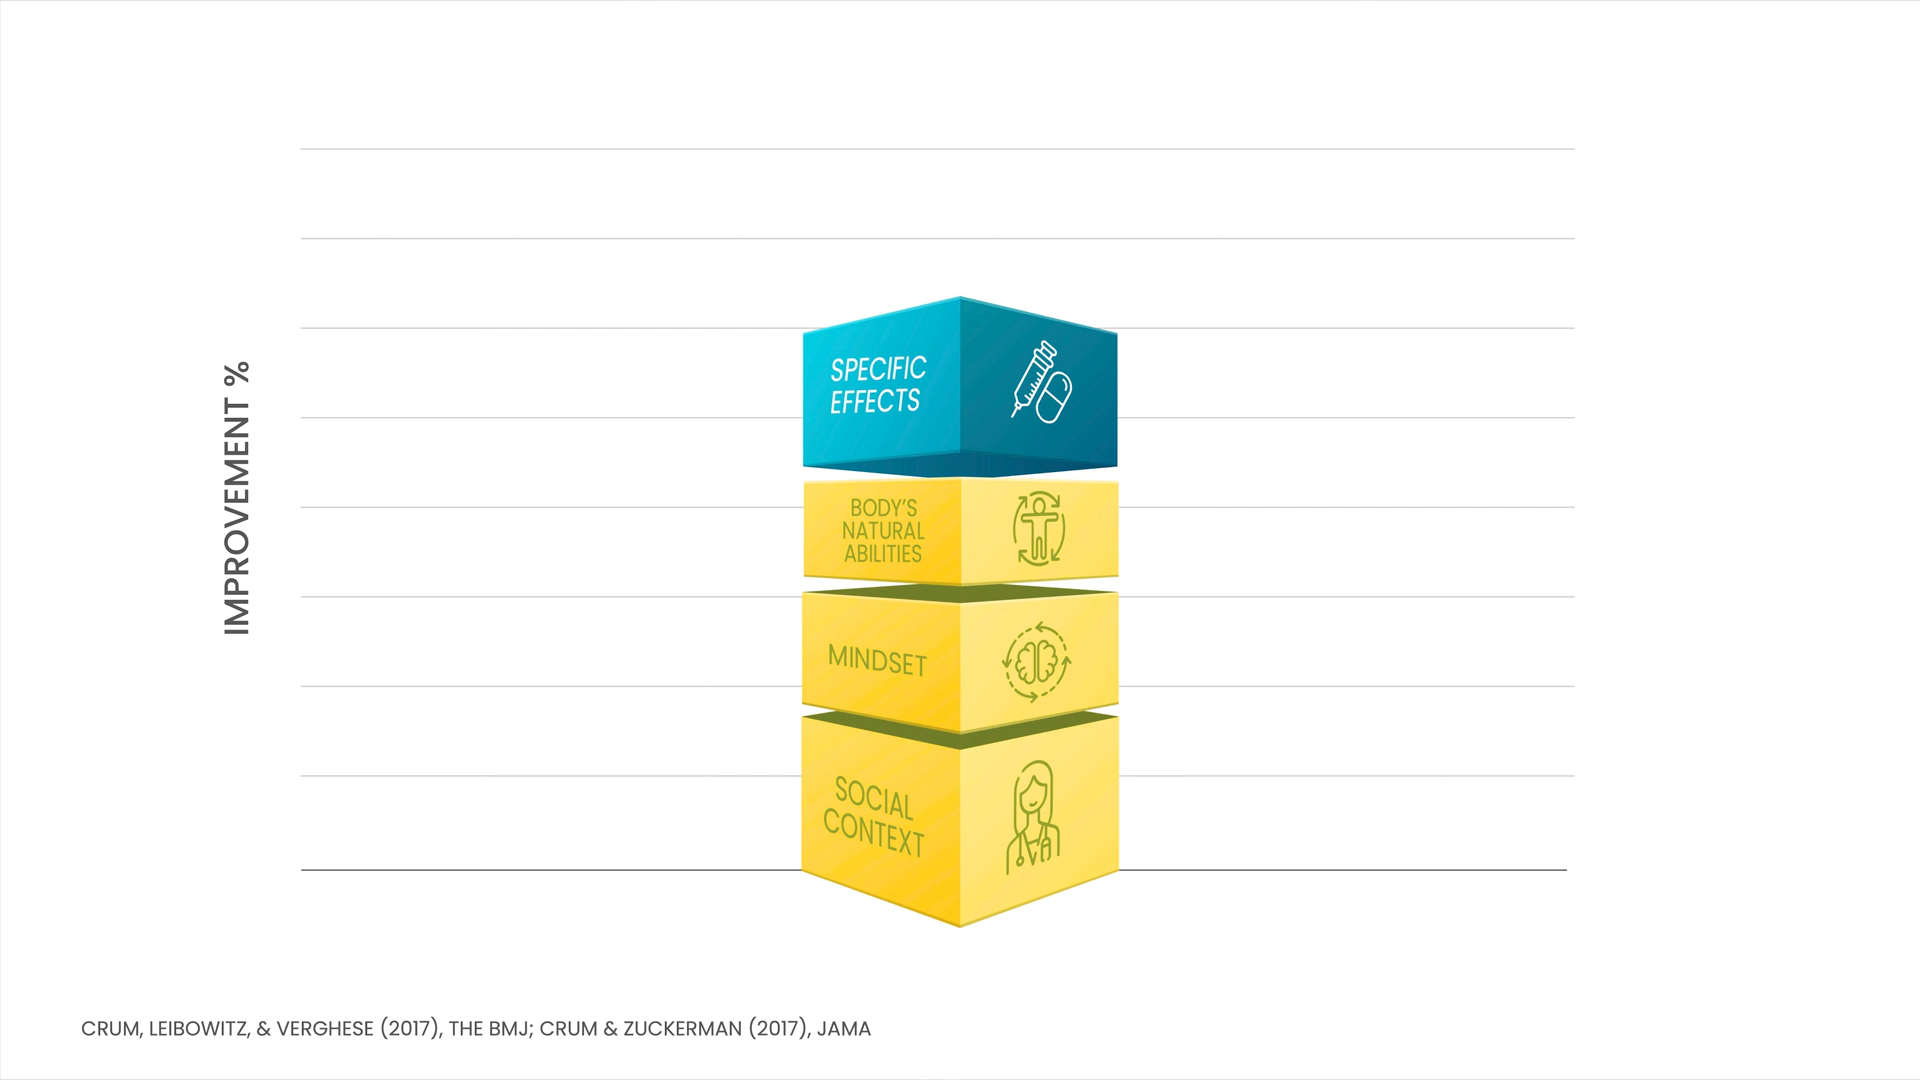 IMPROVEMENT %
SPECIFIC
EFFECTS
BODY'S
NATURAL
ABILITIES
MINDSET
SOCIAL
CONTEXT
CRUM, LEIBOWITZ, & VERGHESE (2017), THE BMJ; CRUM & ZUCKERMAN (2017), JAMA